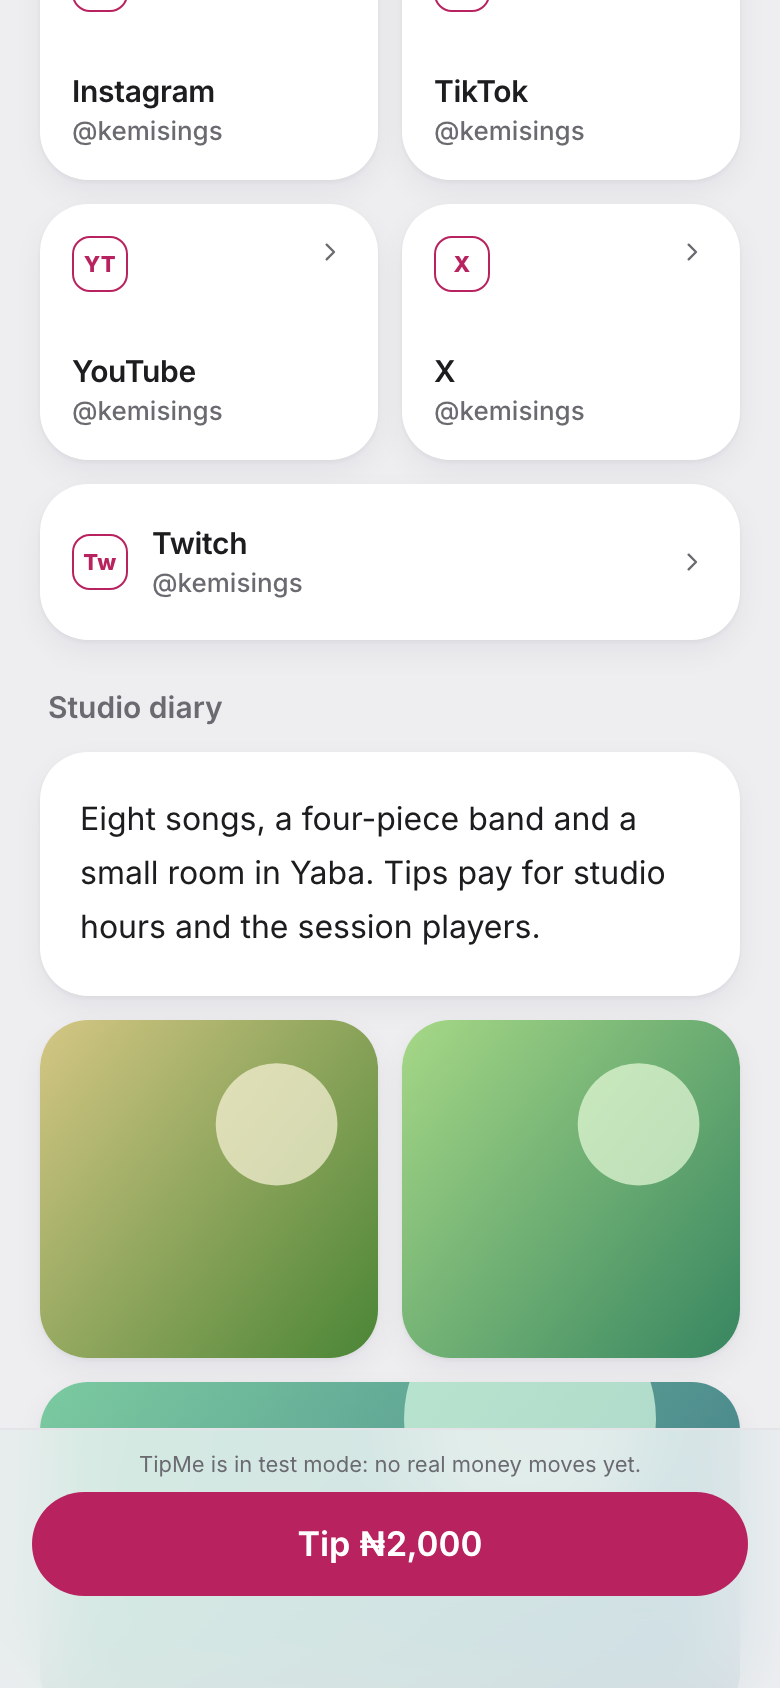 Instagram
@kemisings
TikTok
@kemisings
YT
YouTube
@kemisings
X
X
@kemisings
Tw
Twitch
@kemisings
Studio diary
Eight songs, a four-piece band and a
small room in Yaba. Tips pay for studio
hours and the session players.
TipMe is in test mode: no real money moves yet.
Tip ₦2,000